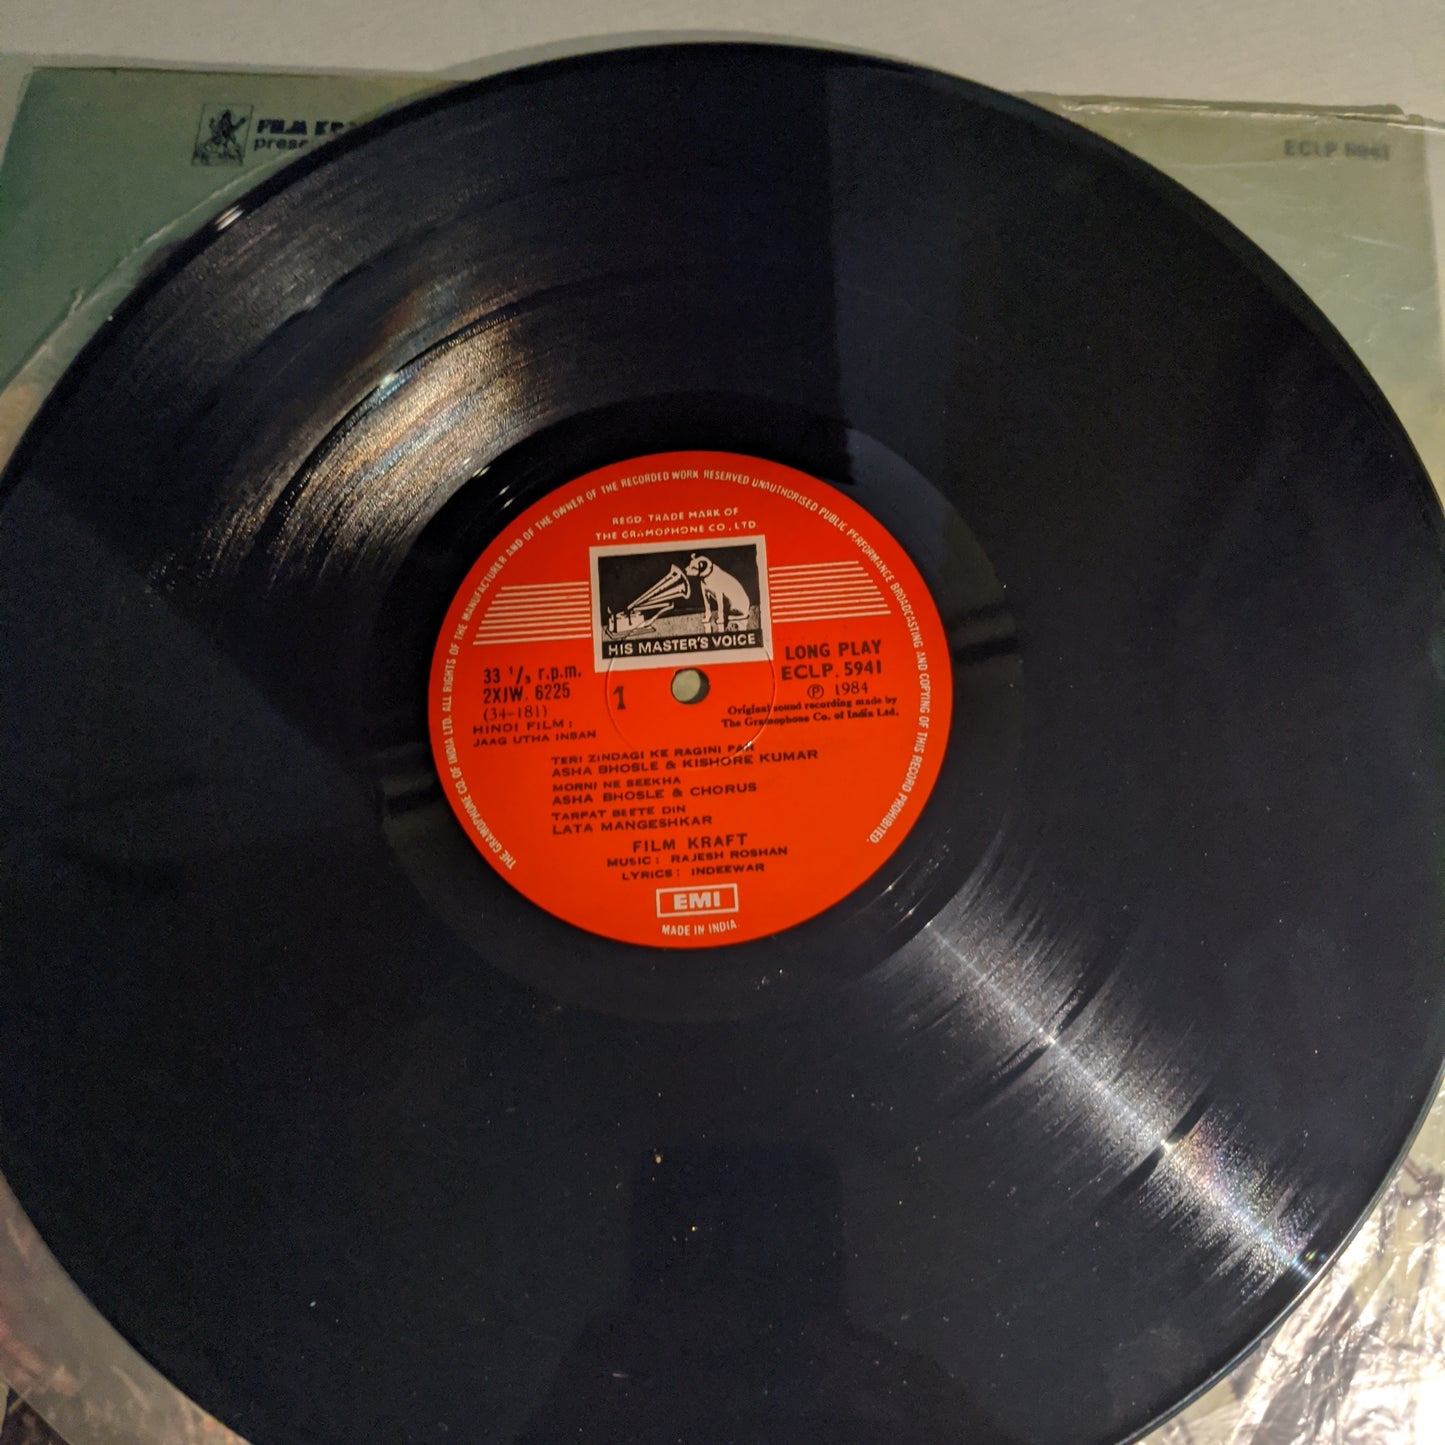 FILM
prese
ECLP 5941
THE GRAMOPHONE CO. OF INDIA LTD. ALL RIGHTS OF THE MANUFACTURER AND OF THE OWNER OF THE RECORDED WORK RESERVED UNAUTHORISED PUBLIC PERFORMANCE BROADCASTING AND COPYING OF THIS RECORD PROHIBITED.
REGD. TRADE MARK OF
THE GRAMOPHONE CO., LTD.
HIS MASTER'S VOICE
33 1/3 r.p.m.
2XJW. 6225
(34-181)
HINDI FILM :
JAAG UTHA INSAN
1
LONG PLAY
ECLP. 5941
℗ 1984
Original sound recording made by
The Gramophone Co. of India Ltd.
TERI ZINDAGI KE RAGINI PAR
ASHA BHOSLE & KISHORE KUMAR
MORNI NE SEEKHA
ASHA BHOSLE & CHORUS
TARPAT BEETE DIN
LATA MANGESHKAR
FILM KRAFT
MUSIC : RAJESH ROSHAN
LYRICS : INDEEWAR
EMI
MADE IN INDIA